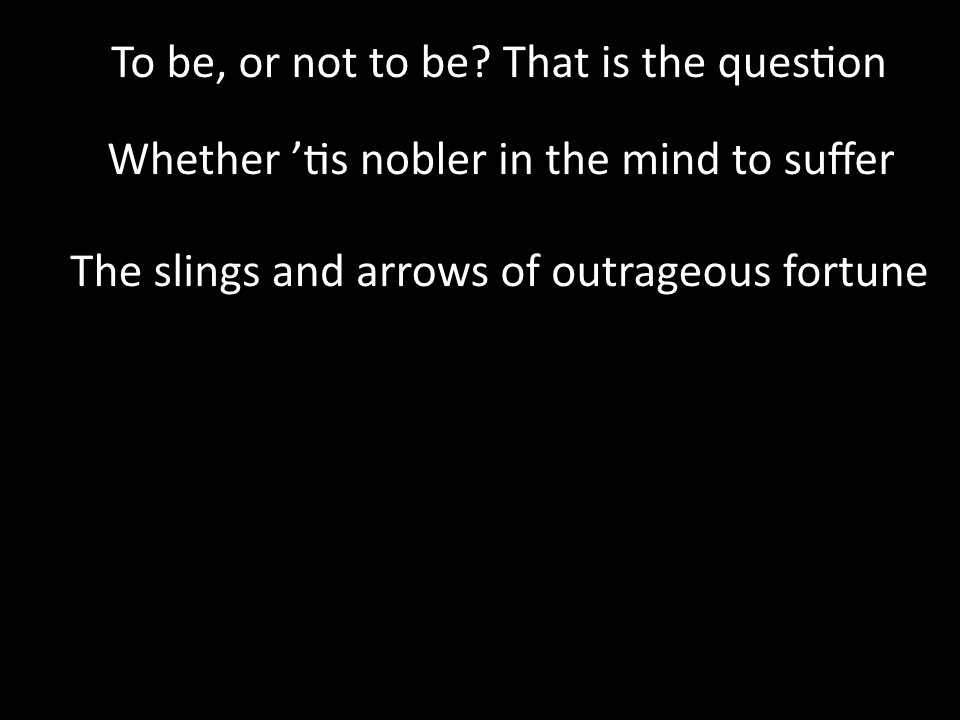 To be, or not to be? That is the question
Whether ’tis nobler in the mind to suffer
The slings and arrows of outrageous fortune